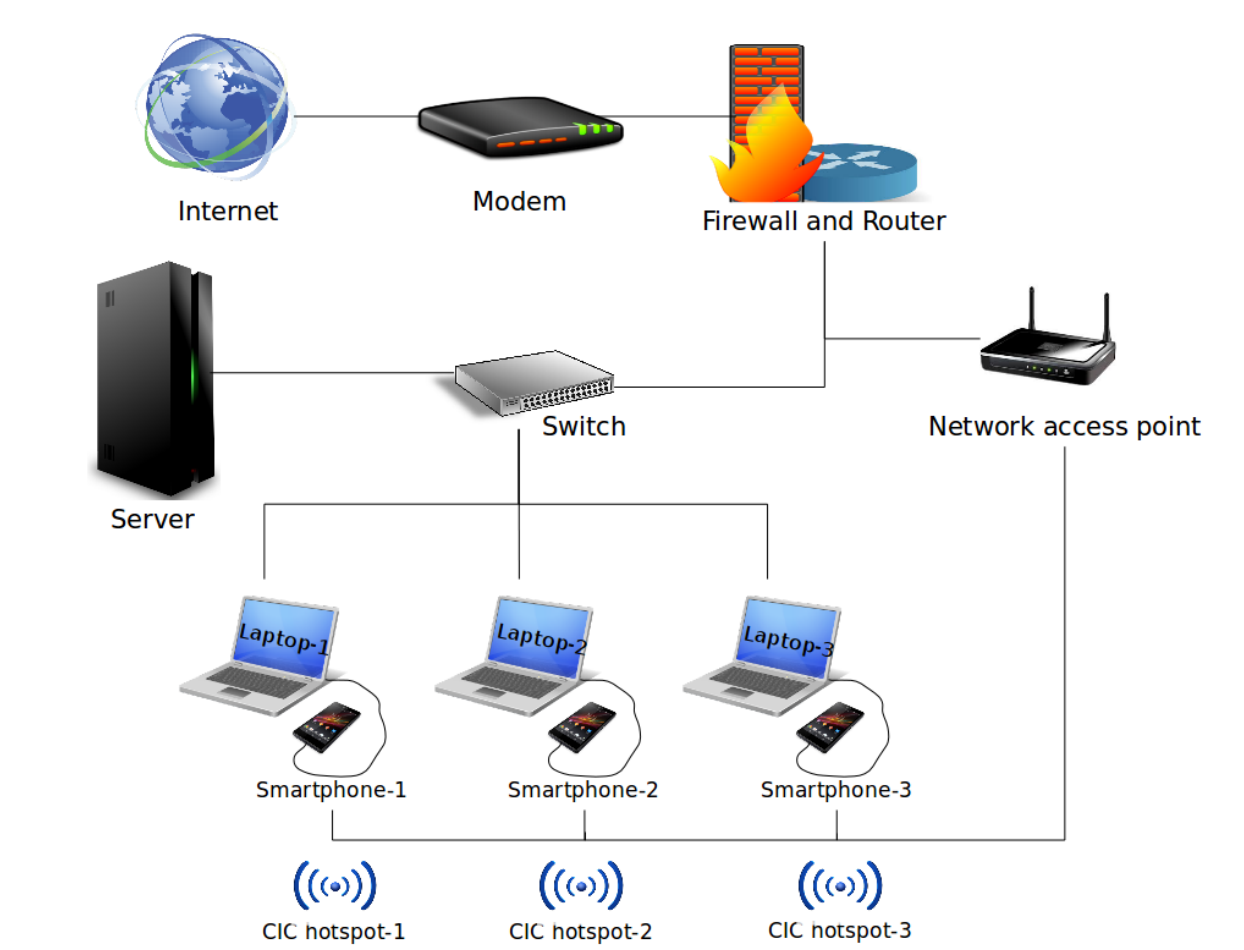 Internet
Modem
Firewall and Router
Server
Switch
Network access point
Laptop-1
Laptop-2
Laptop-3
Smartphone-1
Smartphone-2
Smartphone-3
CIC hotspot-1
CIC hotspot-2
CIC hotspot-3